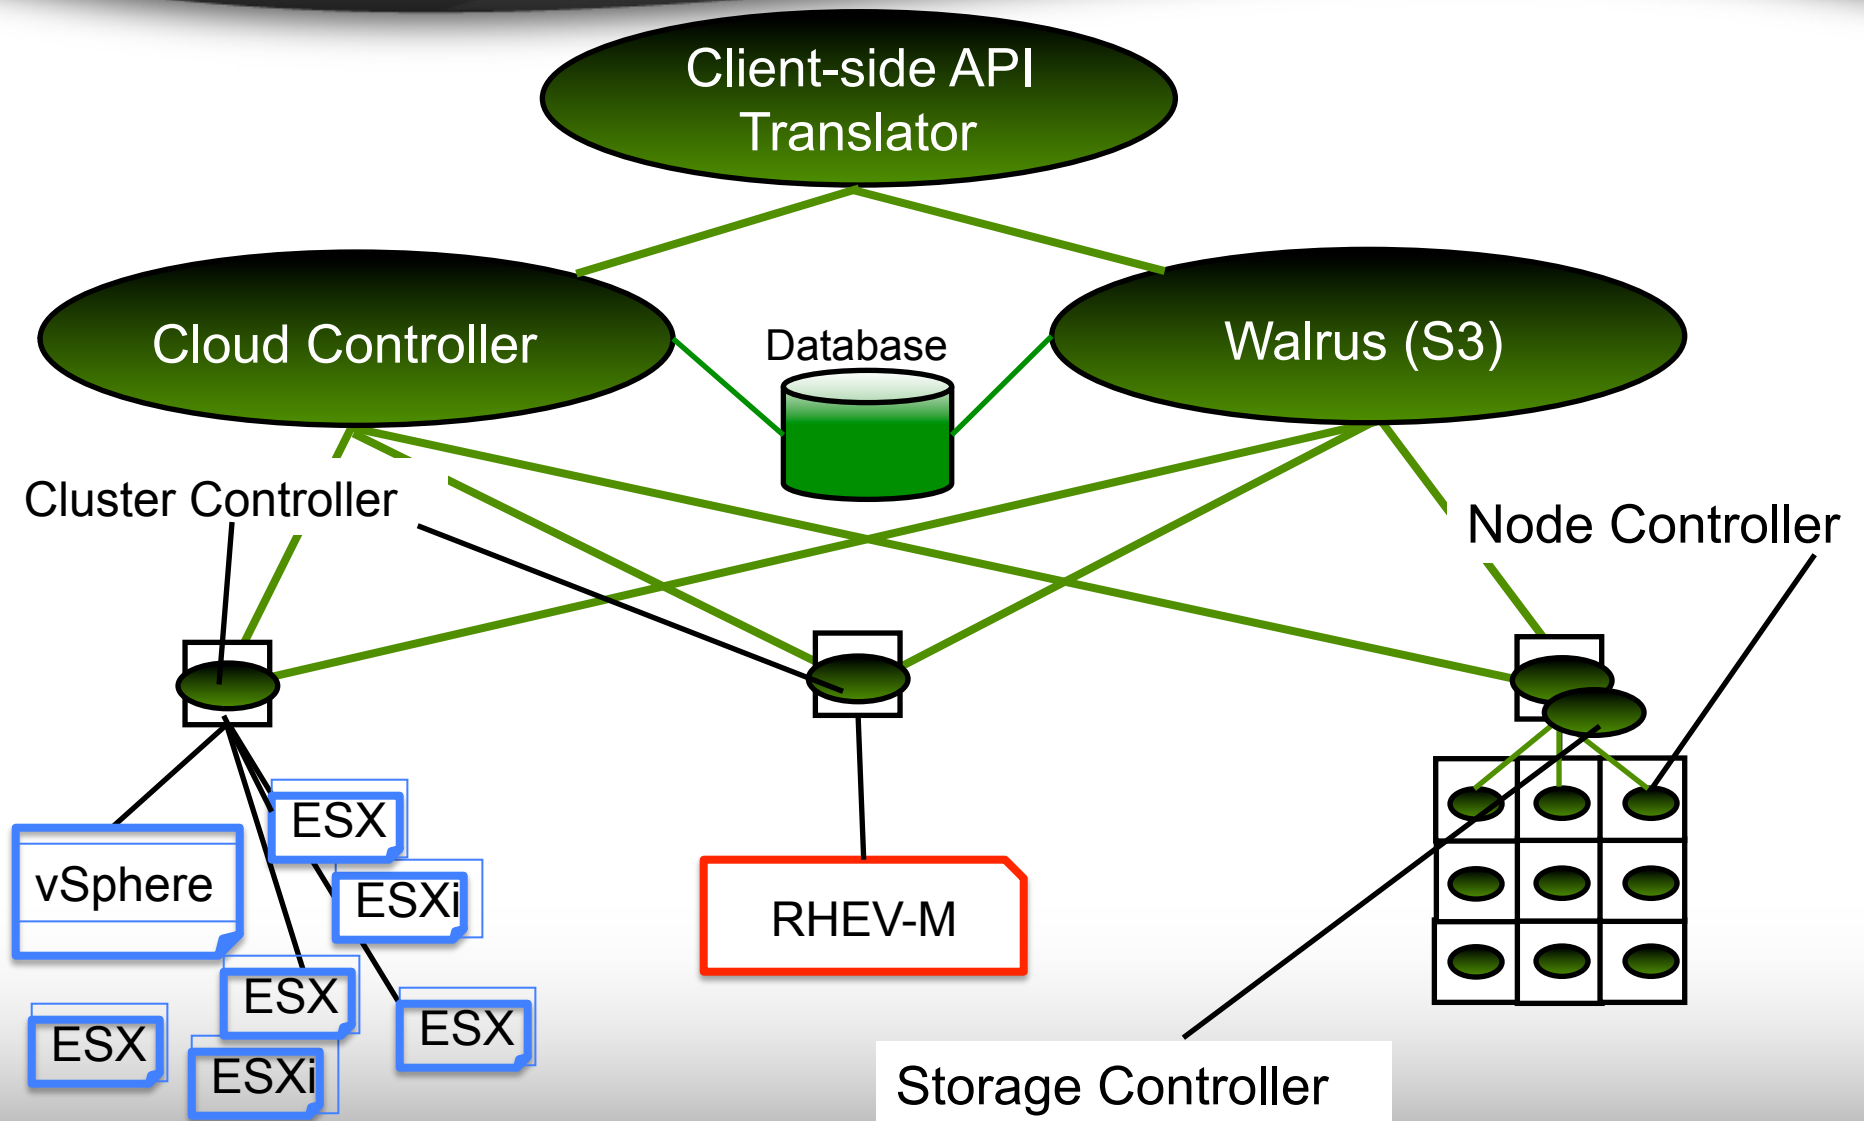 Client-side API
Translator
Cloud Controller
Database
Walrus (S3)
Cluster Controller
Node Controller
ESX
vSphere
ESXi
RHEV-M
ESX
ESX
ESX
ESXi
Storage Controller